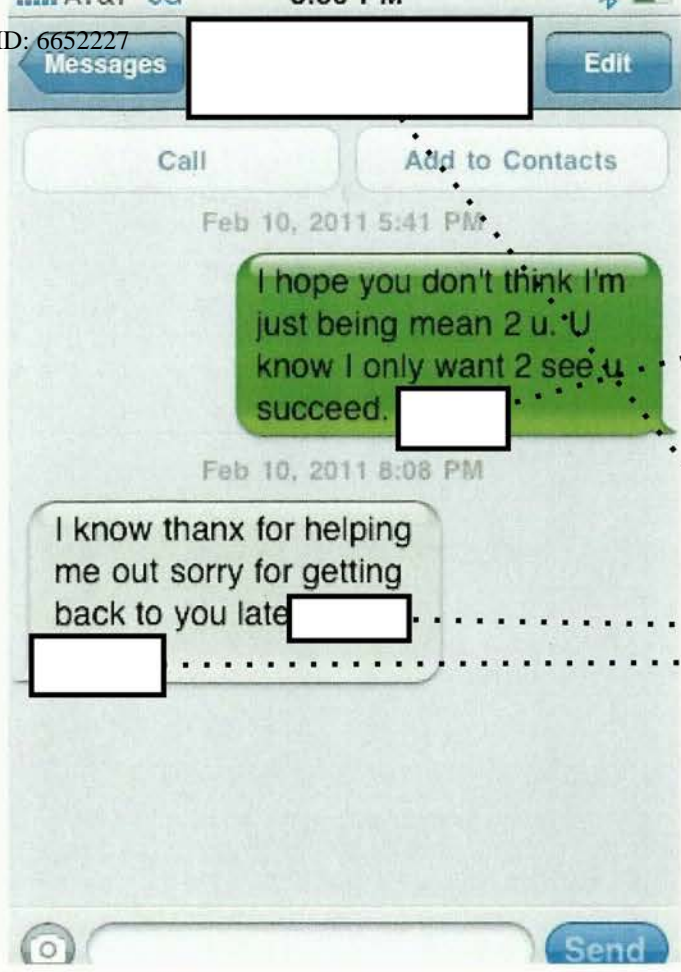 ID: 6652227
Messages
Edit
Call
Add to Contacts
Feb 10, 2011 5:41 PM
I hope you don't think I'm
just being mean 2 u. U
know I only want 2 see u
succeed.
Feb 10, 2011 8:08 PM
I know thanx for helping
me out sorry for getting
back to you late
Send